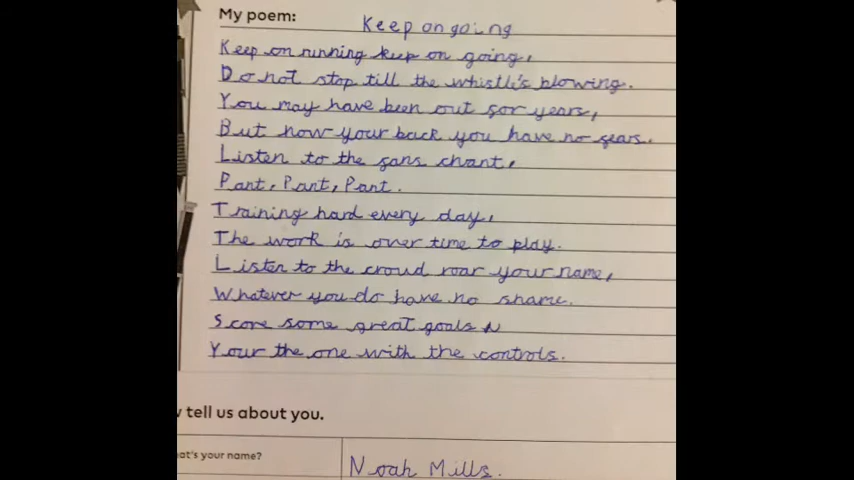 My poem:
Keep on going
Keep on running keep on going,
Do not stop till the whistle's blowing.
You may have been out for years,
But now your back you have no fears.
Listen to the fans chant,
Pant, Pant, Pant.
Training hard every day,
The work is over time to play.
Listen to the croud roar your name,
Whatever you do have no shame.
Score some great goals
Your the one with the controls.
w tell us about you.
hat's your name?
Noah Mills.